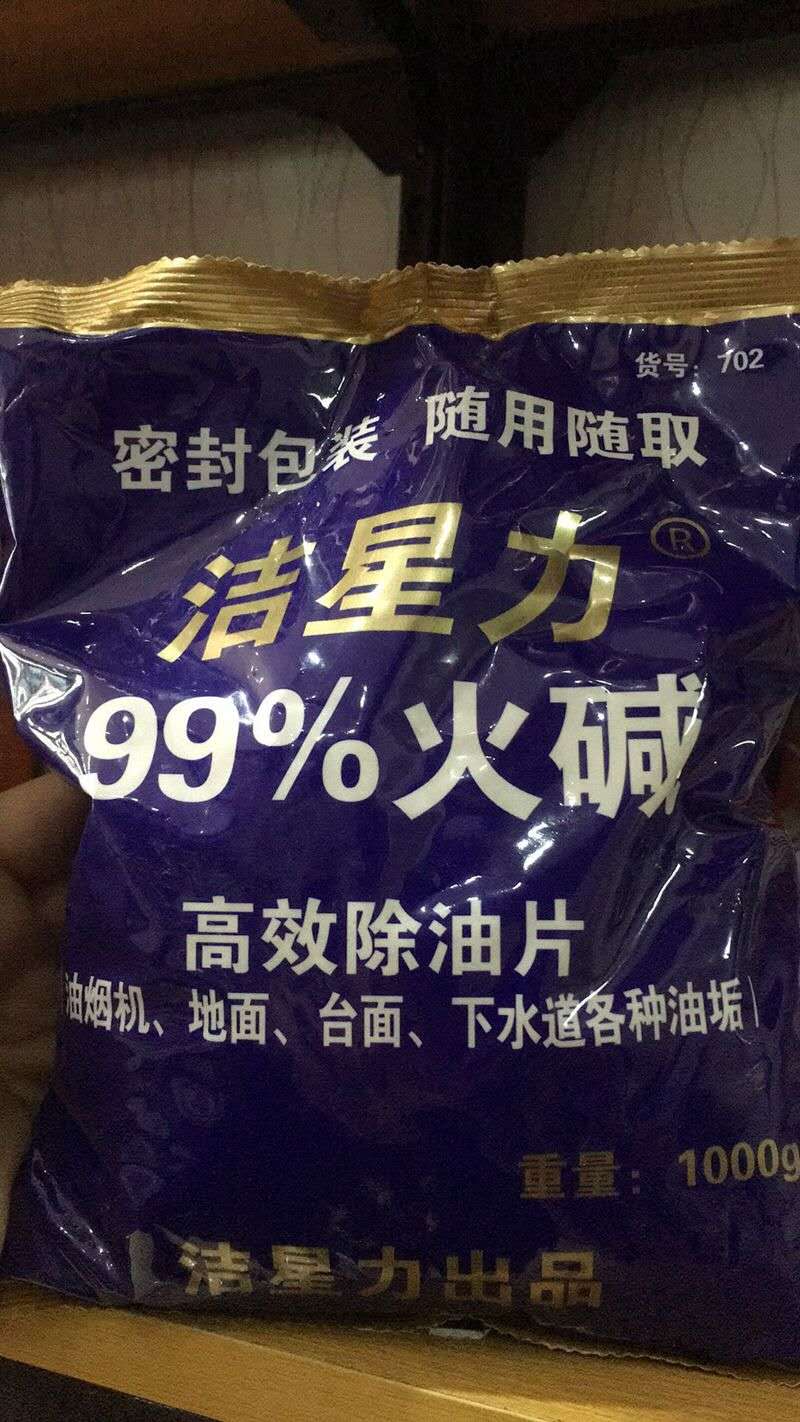 货号：702
密封包装 随用随取
洁星力®
99%火碱
高效除油片
油烟机、地面、台面、下水道各种油垢
重量：1000g
洁星力出品